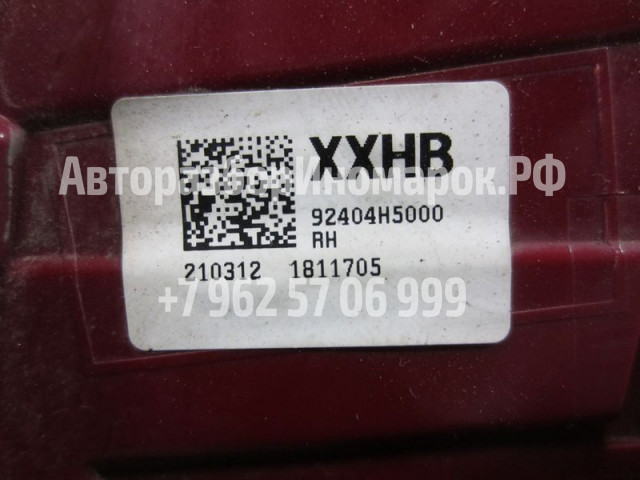 XXHB
Авторазбор Иномарок.РФ
92404H5000
RH
210312 1811705
+7 962 57 06 999